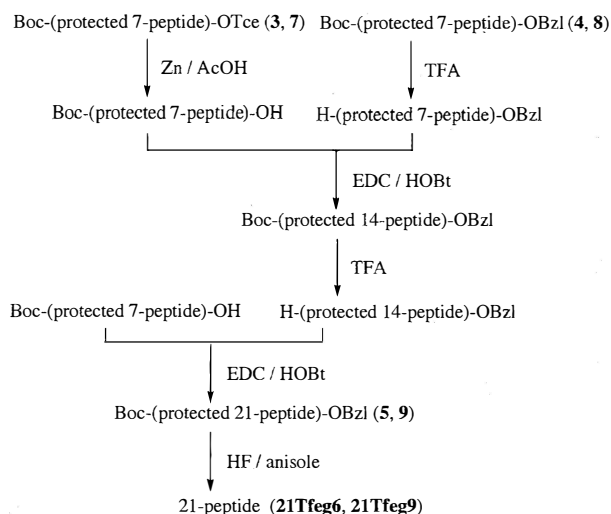 Boc-(protected 7-peptide)-OTce (3, 7) Boc-(protected 7-peptide)-OBzl (4, 8)
Zn / AcOH TFA
Boc-(protected 7-peptide)-OH H-(protected 7-peptide)-OBzl
EDC / HOBt
Boc-(protected 14-peptide)-OBzl
TFA
Boc-(protected 7-peptide)-OH H-(protected 14-peptide)-OBzl
EDC / HOBt
Boc-(protected 21-peptide)-OBzl (5, 9)
HF / anisole
21-peptide (21Tfeg6, 21Tfeg9)